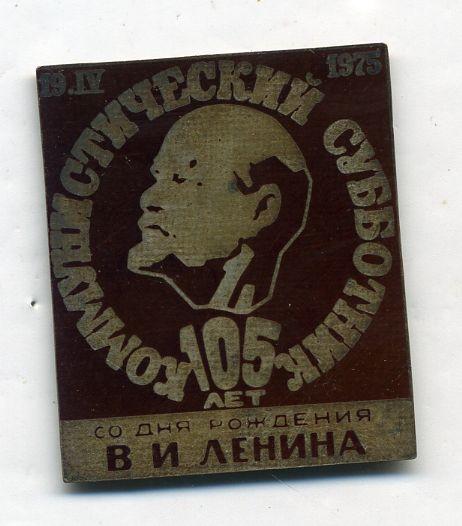 19.IV 1975
КОММУНИСТИЧЕСКИЙ СУББОТНИК
105
ЛЕТ
СО ДНЯ РОЖДЕНИЯ
В И ЛЕНИНА